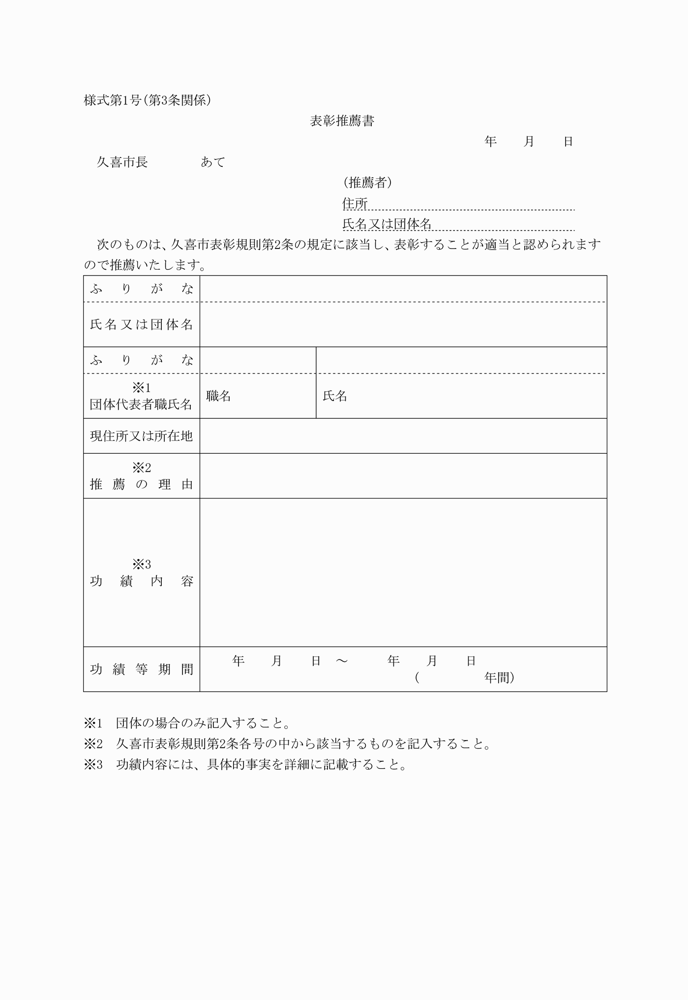 様式第1号(第3条関係)
表彰推薦書
年　　月　　日
久喜市長　　　　あて
(推薦者)
住所
氏名又は団体名
次のものは、久喜市表彰規則第2条の規定に該当し、表彰することが適当と認められます
ので推薦いたします。
ふりがな
氏名又は団体名
ふりがな
※1
団体代表者職氏名
職名
氏名
現住所又は所在地
※2
推薦の理由
※3
功績内容
功績等期間
年　　月　　日　～　　　年　　月　　日
(　　　　　年間)
※1　団体の場合のみ記入すること。
※2　久喜市表彰規則第2条各号の中から該当するものを記入すること。
※3　功績内容には、具体的事実を詳細に記載すること。